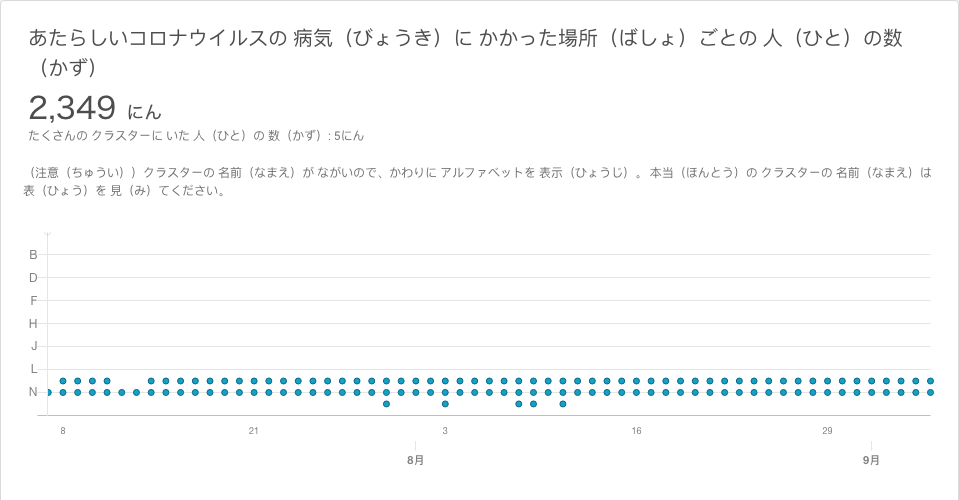 あたらしいコロナウイルスの 病気（びょうき）に かかった場所（ばしょ）ごとの 人（ひと）の数
（かず）
2,349 にん
たくさんの クラスターに いた 人（ひと）の 数（かず）: 5にん
（注意（ちゅうい））クラスターの 名前（なまえ）が ながいので、かわりに アルファベットを 表示（ひょうじ）。 本当（ほんとう）の クラスターの 名前（なまえ）は
表（ひょう）を 見（み）てください。
B
D
F
H
J
L
N
8 21 3 16 29
8月 9月